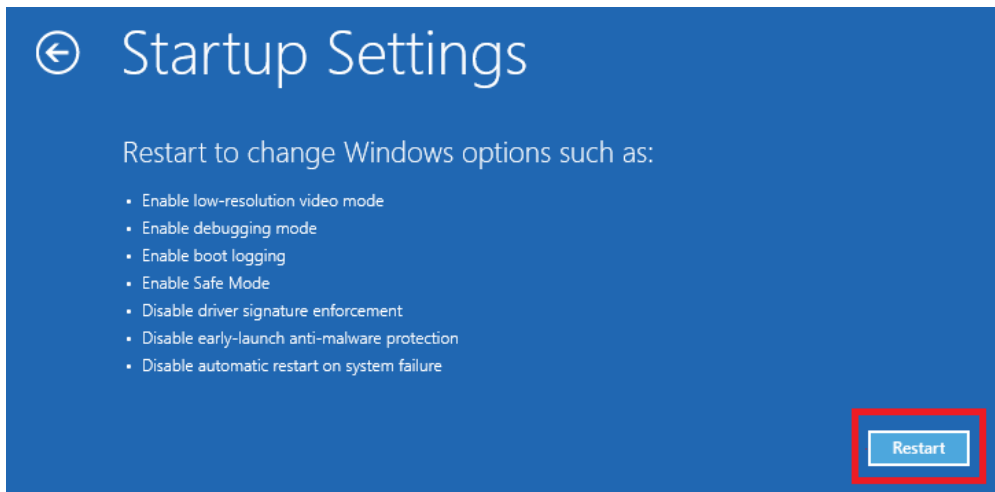 Startup Settings
Restart to change Windows options such as:
▪ Enable low-resolution video mode
▪ Enable debugging mode
▪ Enable boot logging
▪ Enable Safe Mode
▪ Disable driver signature enforcement
▪ Disable early-launch anti-malware protection
▪ Disable automatic restart on system failure
Restart